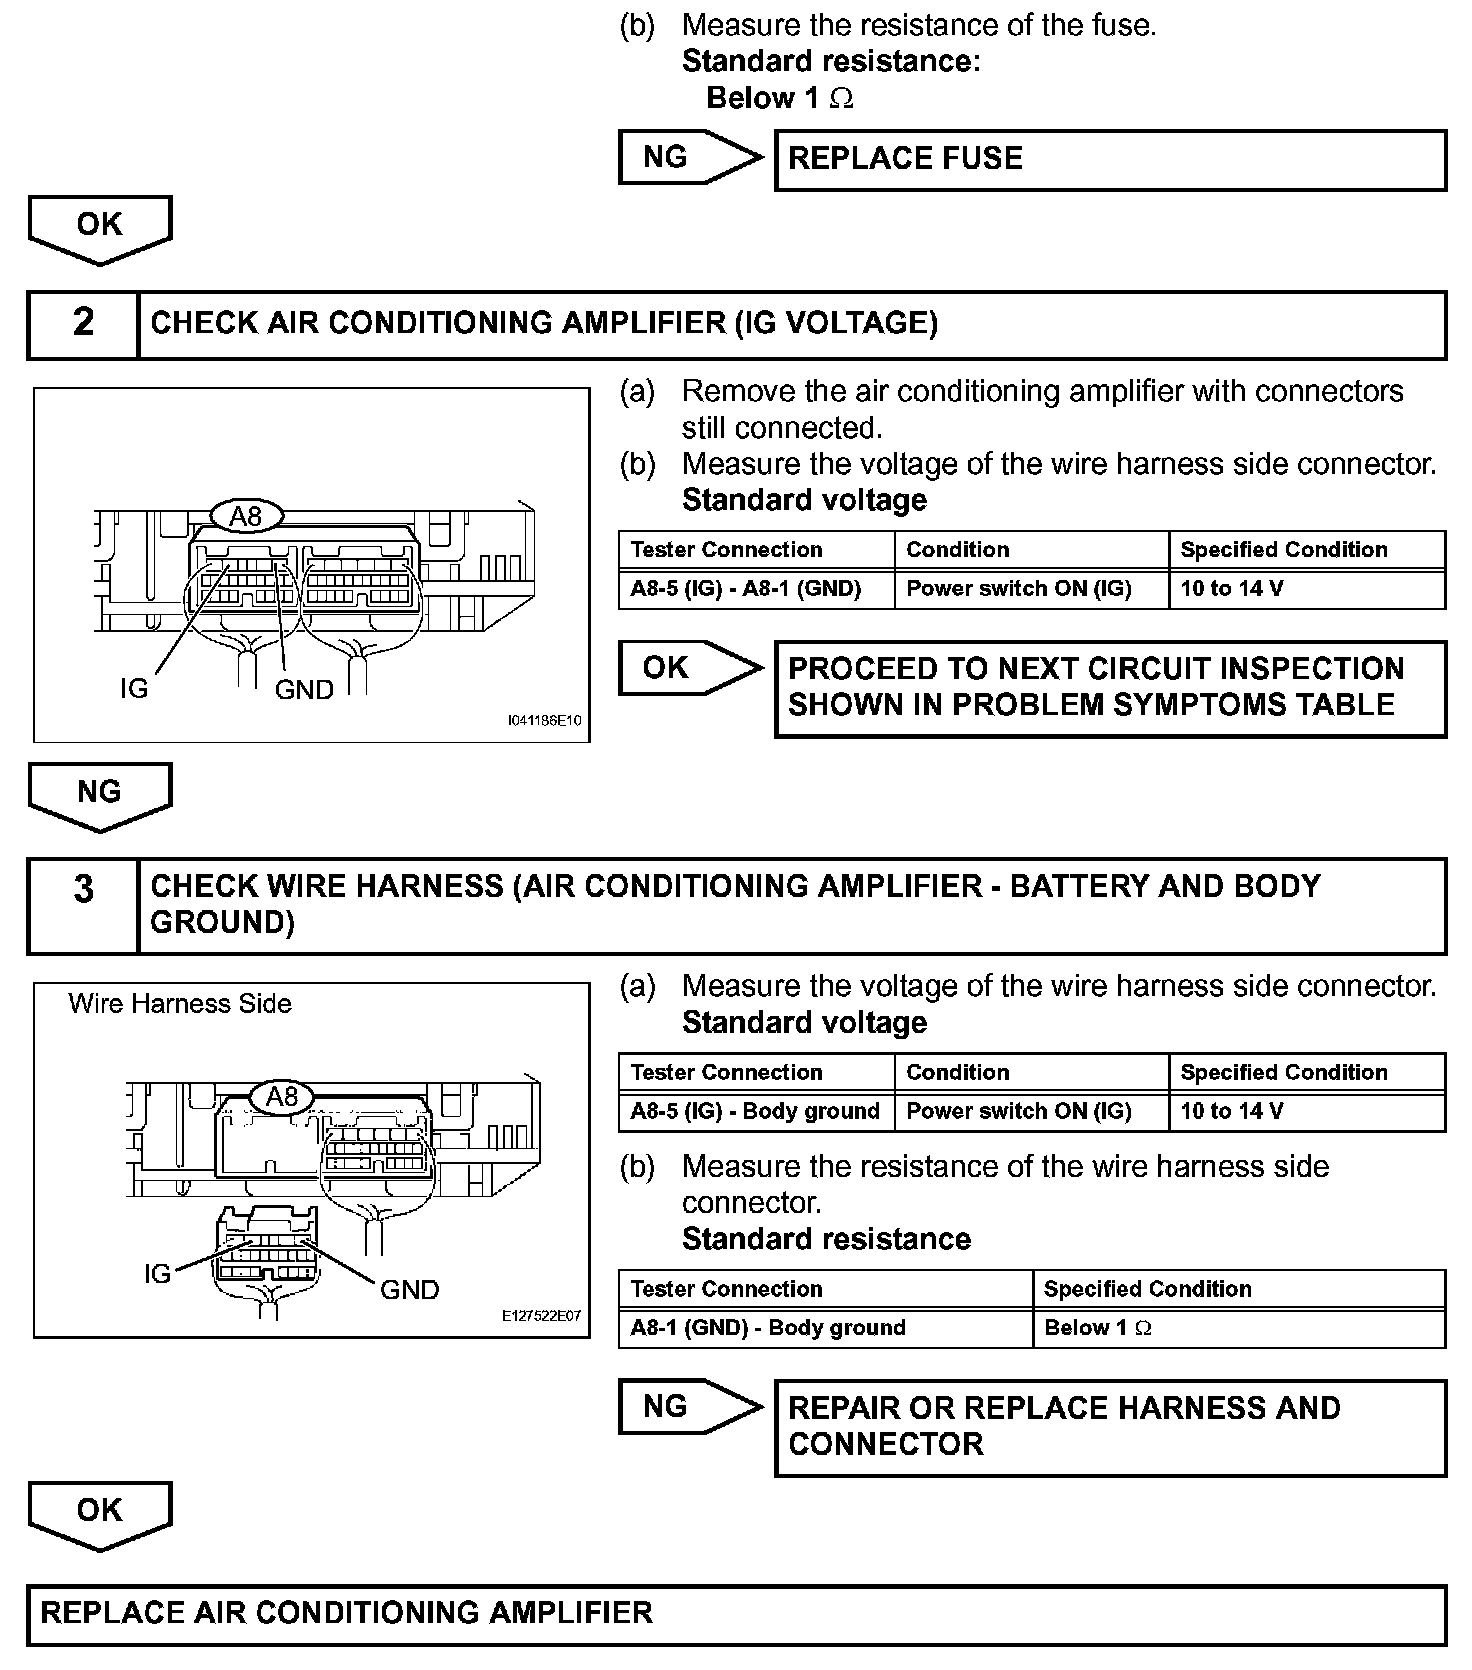 (b) Measure the resistance of the fuse.
Standard resistance:
Below 1 Ω
NG
REPLACE FUSE
OK
2
CHECK AIR CONDITIONING AMPLIFIER (IG VOLTAGE)
A8
IG
GND
I041186E10
(a) Remove the air conditioning amplifier with connectors
still connected.
(b) Measure the voltage of the wire harness side connector.
Standard voltage
Tester Connection Condition Specified Condition
A8-5 (IG) - A8-1 (GND) Power switch ON (IG) 10 to 14 V
OK
PROCEED TO NEXT CIRCUIT INSPECTION
SHOWN IN PROBLEM SYMPTOMS TABLE
NG
3
CHECK WIRE HARNESS (AIR CONDITIONING AMPLIFIER - BATTERY AND BODY
GROUND)
Wire Harness Side
A8
IG
GND
E127522E07
(a) Measure the voltage of the wire harness side connector.
Standard voltage
Tester Connection Condition Specified Condition
A8-5 (IG) - Body ground Power switch ON (IG) 10 to 14 V
(b) Measure the resistance of the wire harness side
connector.
Standard resistance
Tester Connection Specified Condition
A8-1 (GND) - Body ground Below 1 Ω
NG
REPAIR OR REPLACE HARNESS AND
CONNECTOR
OK
REPLACE AIR CONDITIONING AMPLIFIER